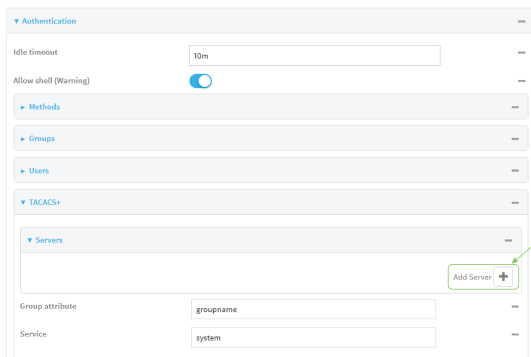 ▼ Authentication
Idle timeout 10m
Allow shell (Warning)
► Methods
► Groups
► Users
▼ TACACS+
▼ Servers
Add Server
Group attribute groupname
Service system